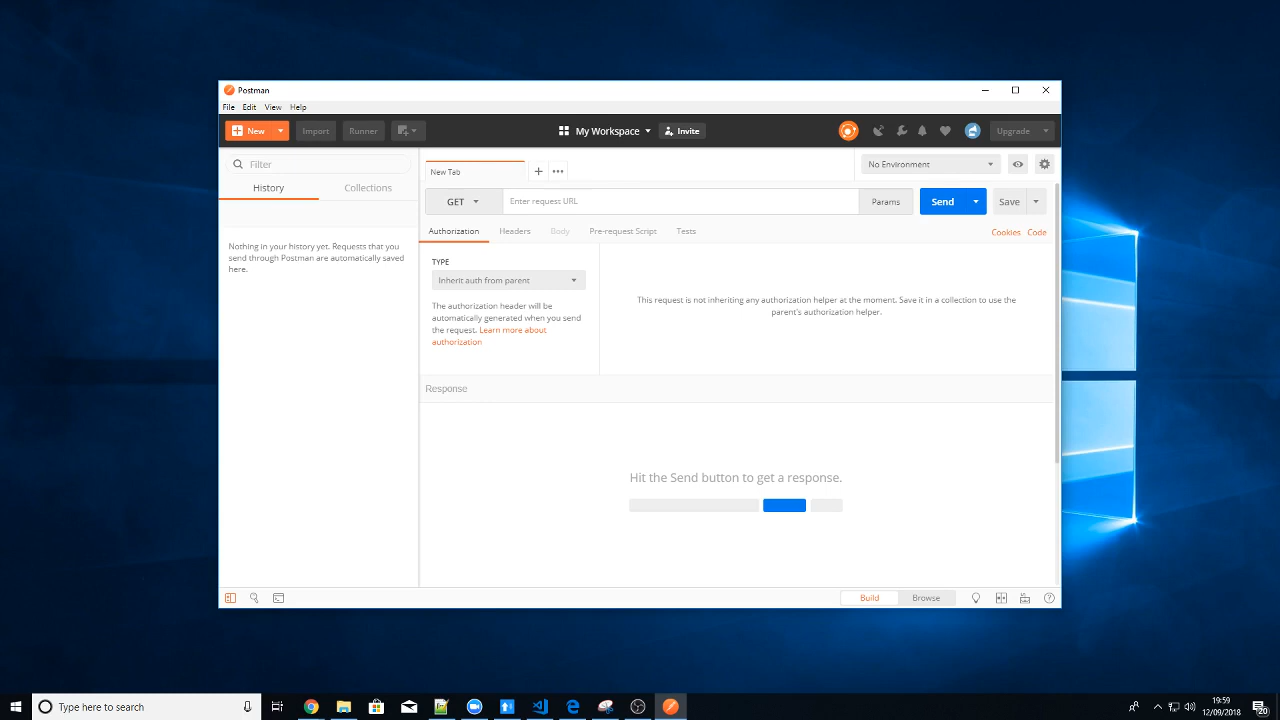 Postman
File Edit View Help
New Import Runner My Workspace Invite Upgrade
Filter
History Collections
Nothing in your history yet. Requests that you
send through Postman are automatically saved
here.
New Tab
No Environment
GET Enter request URL Params Send Save
Authorization Headers Body Pre-request Script Tests Cookies Code
TYPE
Inherit auth from parent
The authorization header will be
automatically generated when you send
the request. Learn more about
authorization
This request is not inheriting any authorization helper at the moment. Save it in a collection to use the
parent's authorization helper.
Response
Hit the Send button to get a response.
Build Browse
Type here to search
19:59
12/09/2018
20